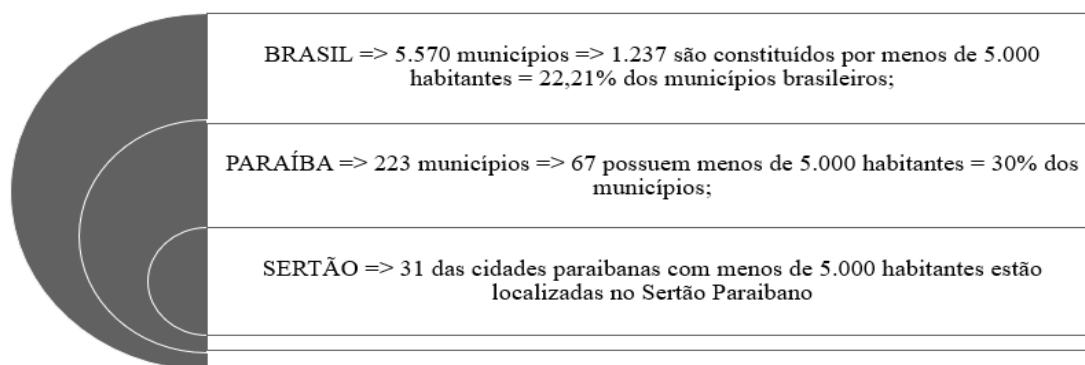 BRASIL => 5.570 municípios => 1.237 são constituídos por menos de 5.000
habitantes = 22,21% dos municípios brasileiros;
PARAÍBA => 223 municípios => 67 possuem menos de 5.000 habitantes = 30% dos
municípios;
SERTÃO => 31 das cidades paraibanas com menos de 5.000 habitantes estão
localizadas no Sertão Paraibano